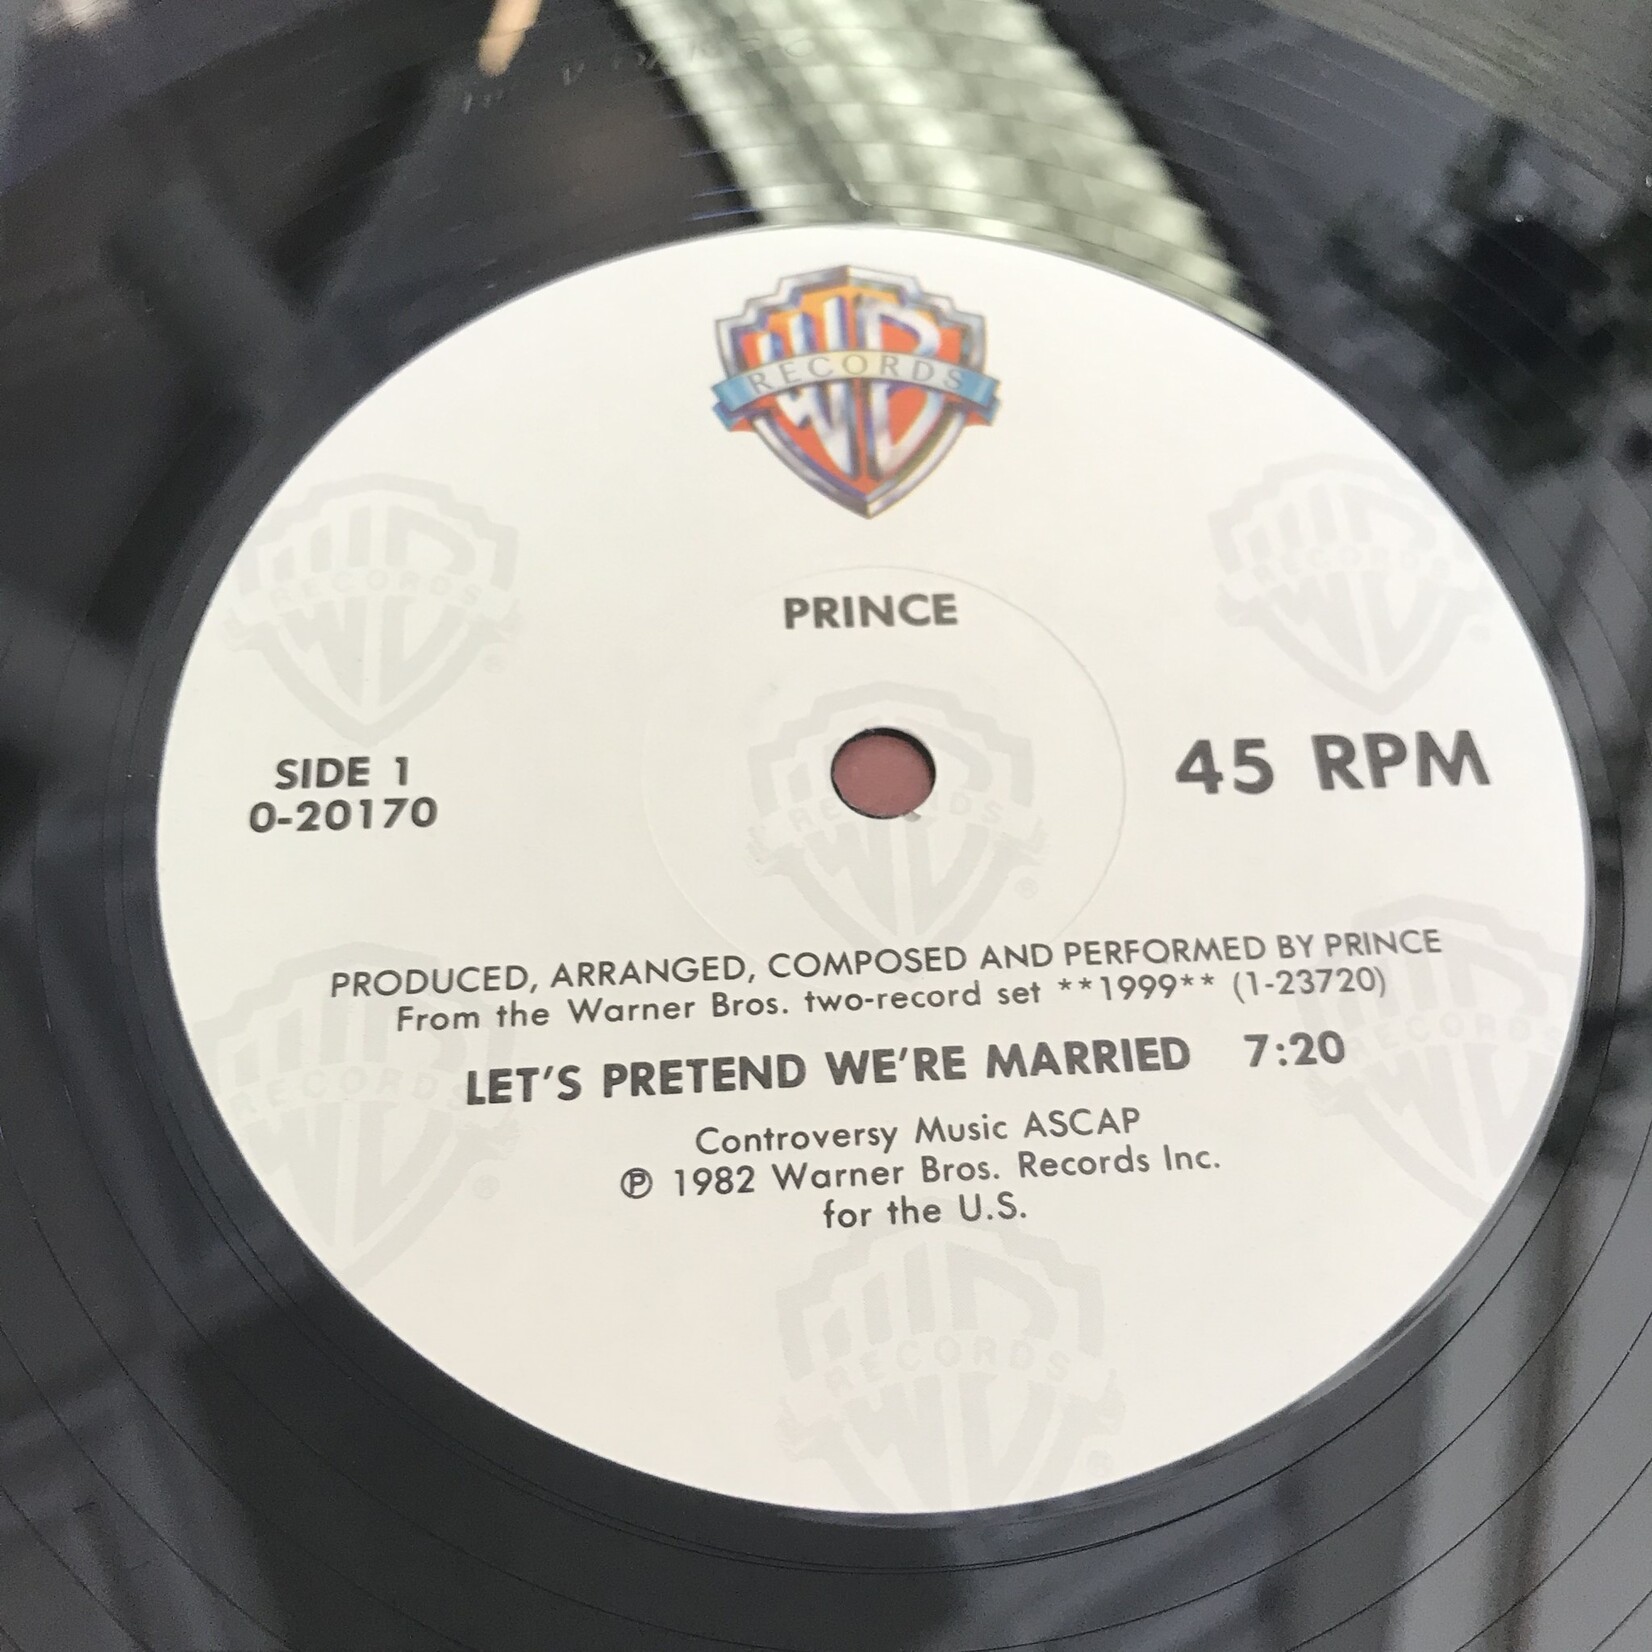 WB
RECORDS
PRINCE
SIDE 1
0-20170
45 RPM
PRODUCED, ARRANGED, COMPOSED AND PERFORMED BY PRINCE
From the Warner Bros. two-record set **1999** (1-23720)
LET'S PRETEND WE'RE MARRIED 7:20
Controversy Music ASCAP
℗ 1982 Warner Bros. Records Inc.
for the U.S.